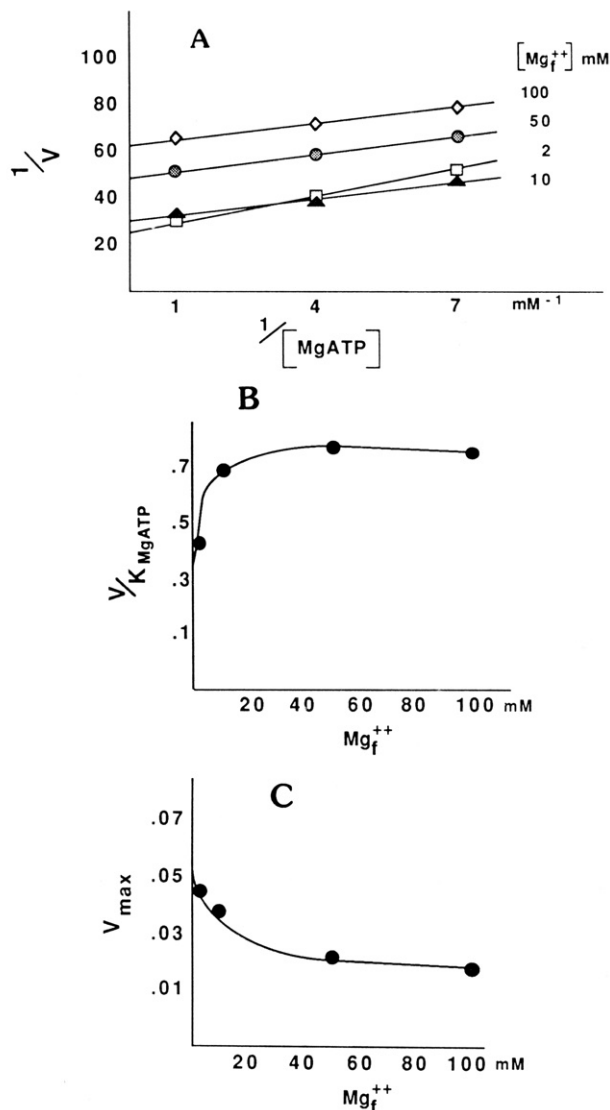 A
[Mg_f^++] mM
100
80
60
40
20
1/V
100
50
2
10
1 4 7 mM⁻¹
1/[MgATP]
B
.7
.5
.3
.1
V/K_MgATP
20 40 60 80 100 mM
Mg_f^++
C
.07
.05
.03
.01
V_max
20 40 60 80 100 mM
Mg_f^++